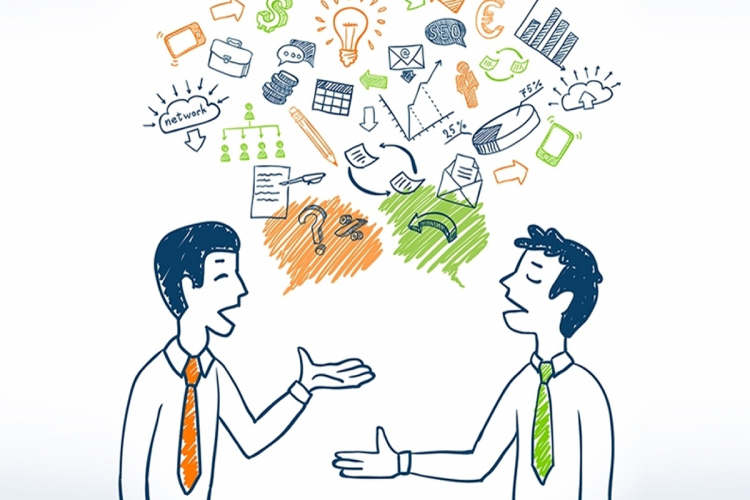 $
€
SEO
network
75%
25%
? %